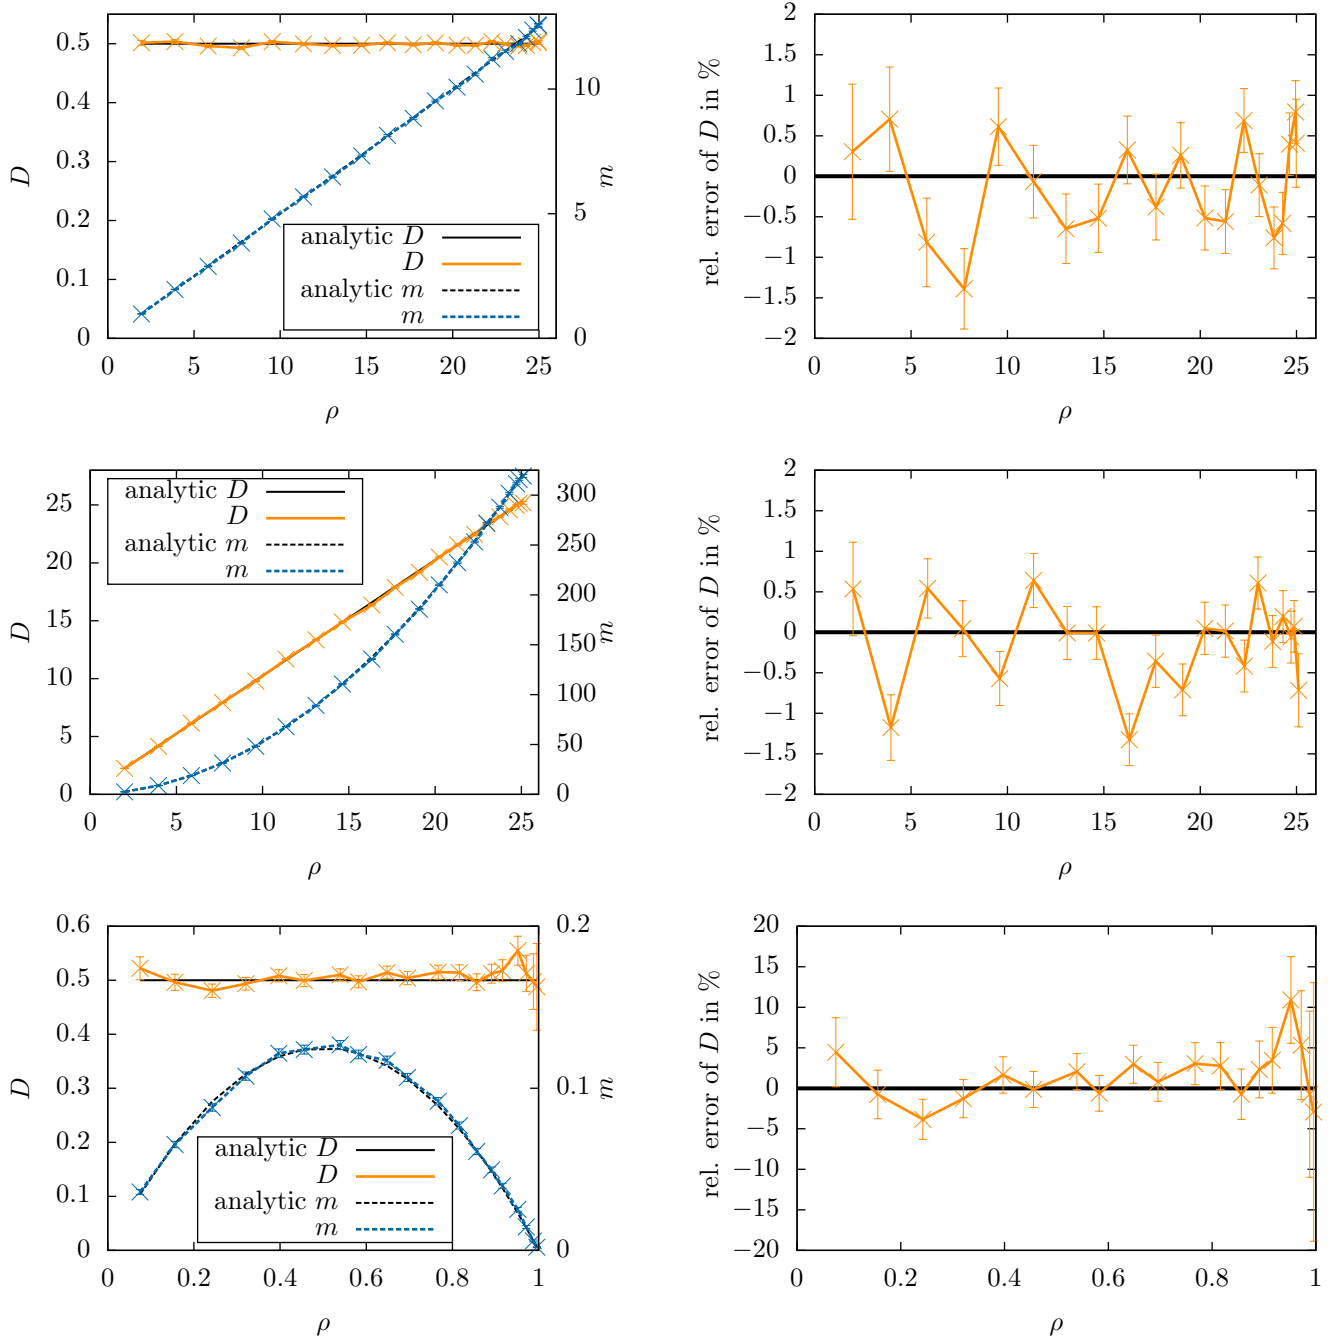 0.5
0.4
0.3
0.2
0.1
0
D
10
5
0
m
analytic D
D
analytic m
m
0 5 10 15 20 25
ρ
2
1.5
1
0.5
0
−0.5
−1
−1.5
−2
rel. error of D in %
0 5 10 15 20 25
ρ
25
20
15
10
5
0
D
300
250
200
150
100
50
0
m
analytic D
D
analytic m
m
0 5 10 15 20 25
ρ
2
1.5
1
0.5
0
−0.5
−1
−1.5
−2
rel. error of D in %
0 5 10 15 20 25
ρ
0.6
0.5
0.4
0.3
0.2
0.1
0
D
0.2
0.1
0
m
analytic D
D
analytic m
m
0 0.2 0.4 0.6 0.8 1
ρ
20
15
10
5
0
−5
−10
−15
−20
rel. error of D in %
0 0.2 0.4 0.6 0.8 1
ρ